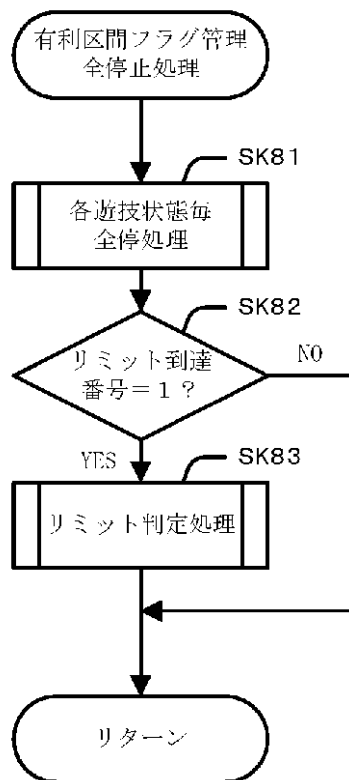 有利区間フラグ管理
全停止処理
SK81
各遊技状態毎
全停処理
SK82
リミット到達
番号＝１？
NO
YES
SK83
リミット判定処理
リターン